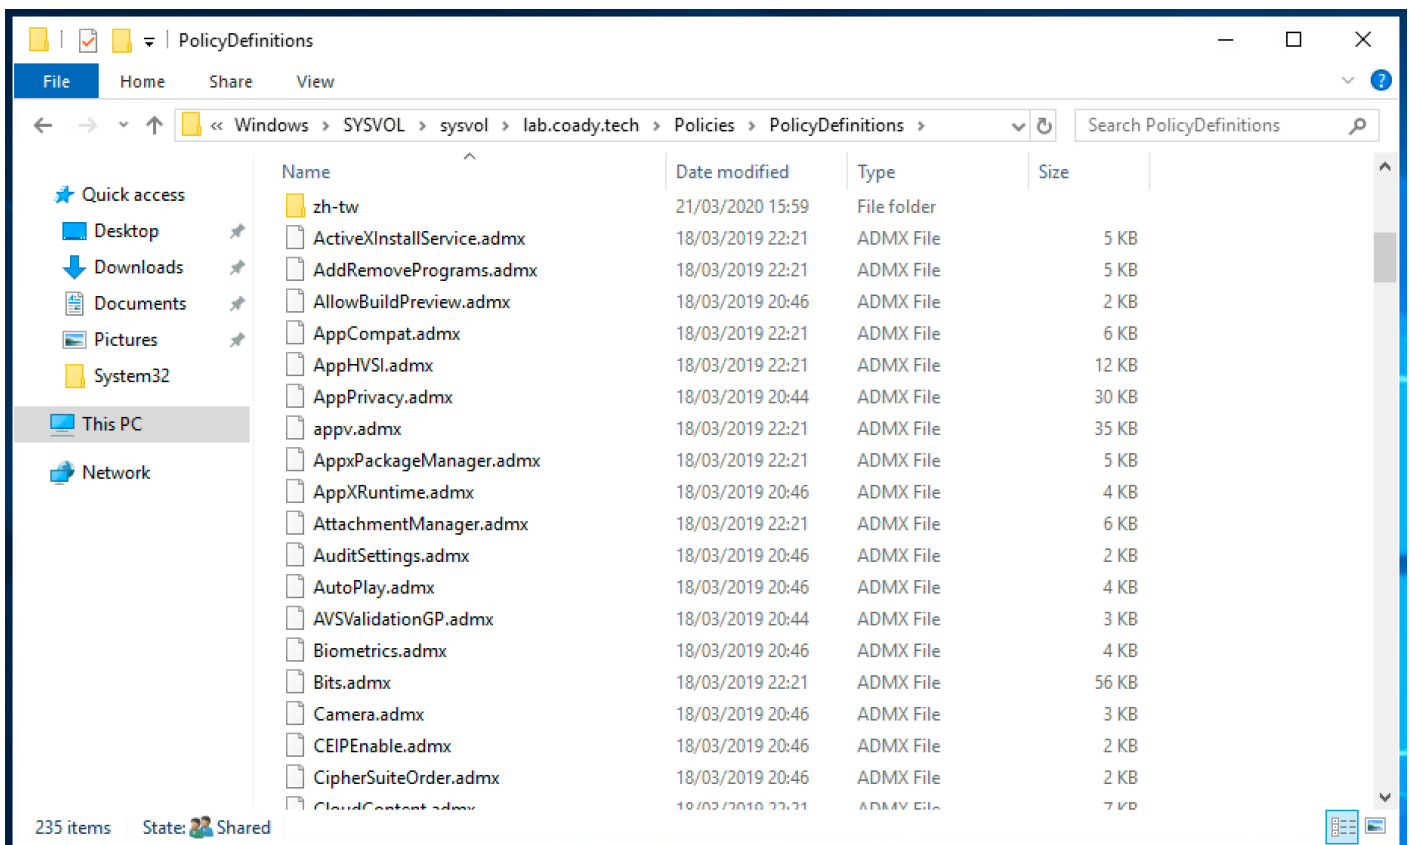 PolicyDefinitions
File Home Share View
« Windows > SYSVOL > sysvol > lab.coady.tech > Policies > PolicyDefinitions > Search PolicyDefinitions
Name Date modified Type Size
Quick access
Desktop
Downloads
Documents
Pictures
System32
This PC
Network
zh-tw 21/03/2020 15:59 File folder
ActiveXInstallService.admx 18/03/2019 22:21 ADMX File 5 KB
AddRemovePrograms.admx 18/03/2019 22:21 ADMX File 5 KB
AllowBuildPreview.admx 18/03/2019 20:46 ADMX File 2 KB
AppCompat.admx 18/03/2019 22:21 ADMX File 6 KB
AppHVSI.admx 18/03/2019 22:21 ADMX File 12 KB
AppPrivacy.admx 18/03/2019 20:44 ADMX File 30 KB
appv.admx 18/03/2019 22:21 ADMX File 35 KB
AppxPackageManager.admx 18/03/2019 22:21 ADMX File 5 KB
AppXRuntime.admx 18/03/2019 20:46 ADMX File 4 KB
AttachmentManager.admx 18/03/2019 22:21 ADMX File 6 KB
AuditSettings.admx 18/03/2019 20:46 ADMX File 2 KB
AutoPlay.admx 18/03/2019 20:46 ADMX File 4 KB
AVSValidationGP.admx 18/03/2019 20:44 ADMX File 3 KB
Biometrics.admx 18/03/2019 20:46 ADMX File 4 KB
Bits.admx 18/03/2019 22:21 ADMX File 56 KB
Camera.admx 18/03/2019 20:46 ADMX File 3 KB
CEIPEnable.admx 18/03/2019 20:46 ADMX File 2 KB
CipherSuiteOrder.admx 18/03/2019 20:46 ADMX File 2 KB
CloudContent.admx 18/03/2019 22:21 ADMX File 7 KB
235 items State: Shared